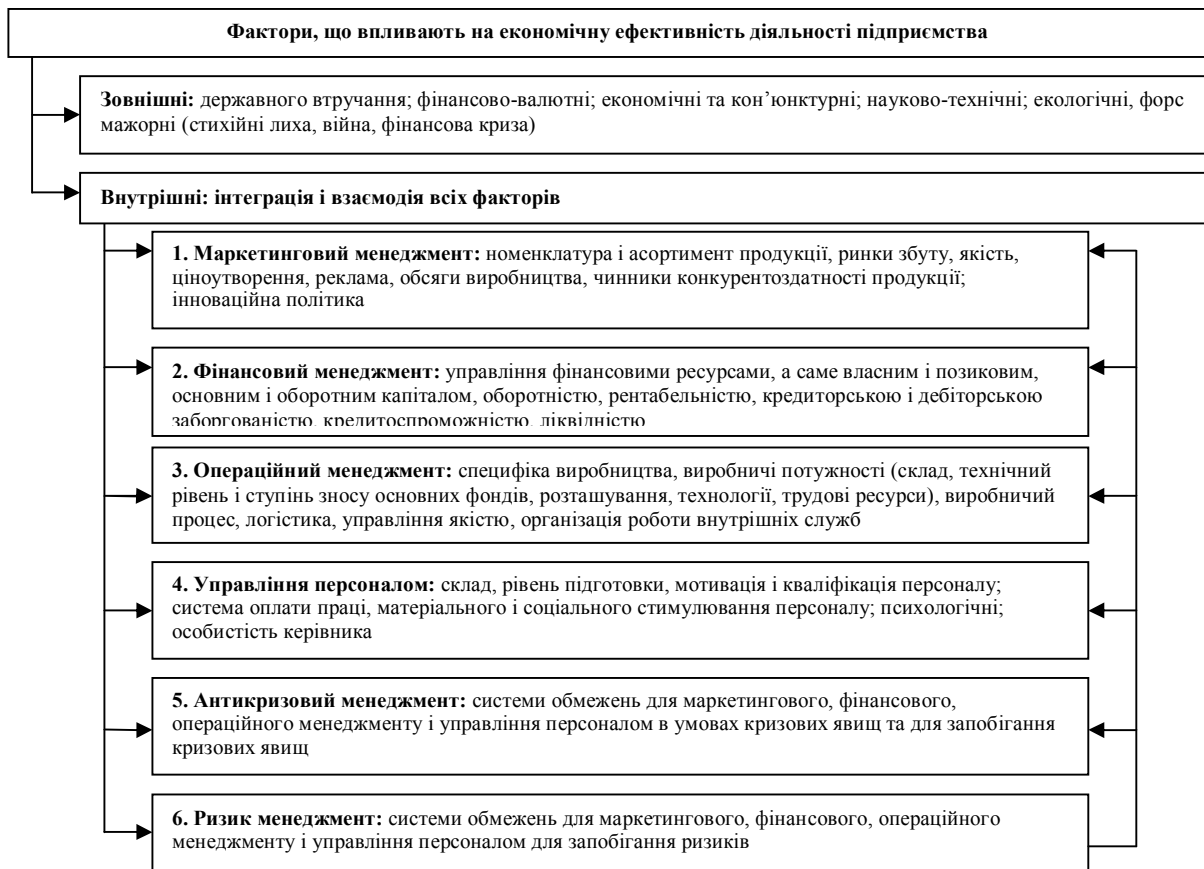 Фактори, що впливають на економічну ефективність діяльності підприємства
Зовнішні: державного втручання; фінансово-валютні; економічні та кон’юнктурні; науково-технічні; екологічні, форс
мажорні (стихійні лиха, війна, фінансова криза)
Внутрішні: інтеграція і взаємодія всіх факторів
1. Маркетинговий менеджмент: номенклатура і асортимент продукції, ринки збуту, якість,
ціноутворення, реклама, обсяги виробництва, чинники конкурентоздатності продукції;
інноваційна політика
2. Фінансовий менеджмент: управління фінансовими ресурсами, а саме власним і позиковим,
основним і оборотним капіталом, оборотністю, рентабельністю, кредиторською і дебіторською
заборгованістю, кредитоспроможністю, ліквідністю
3. Операційний менеджмент: специфіка виробництва, виробничі потужності (склад, технічний
рівень і ступінь зносу основних фондів, розташування, технології, трудові ресурси), виробничий
процес, логістика, управління якістю, організація роботи внутрішніх служб
4. Управління персоналом: склад, рівень підготовки, мотивація і кваліфікація персоналу;
система оплати праці, матеріального і соціального стимулювання персоналу; психологічні;
особистість керівника
5. Антикризовий менеджмент: системи обмежень для маркетингового, фінансового,
операційного менеджменту і управління персоналом в умовах кризових явищ та для запобігання
кризових явищ
6. Ризик менеджмент: системи обмежень для маркетингового, фінансового, операційного
менеджменту і управління персоналом для запобігання ризиків